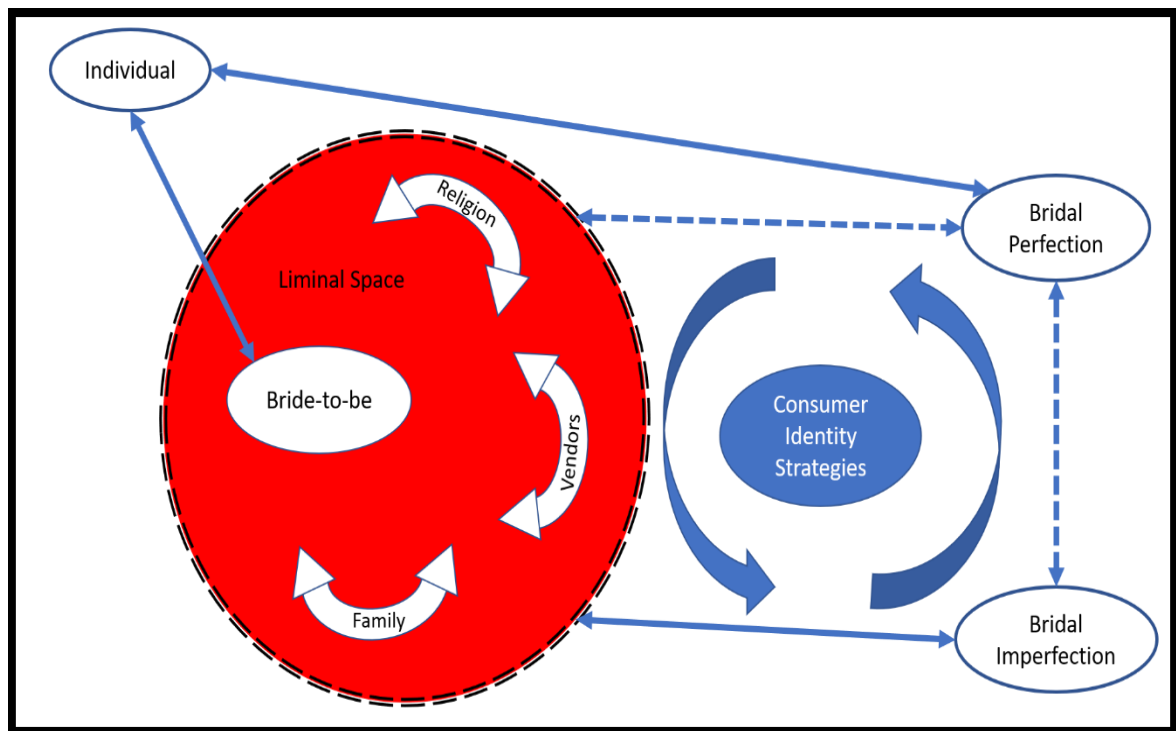 Individual
Religion
Bridal
Perfection
Liminal Space
Bride-to-be
Vendors
Consumer
Identity
Strategies
Family
Bridal
Imperfection